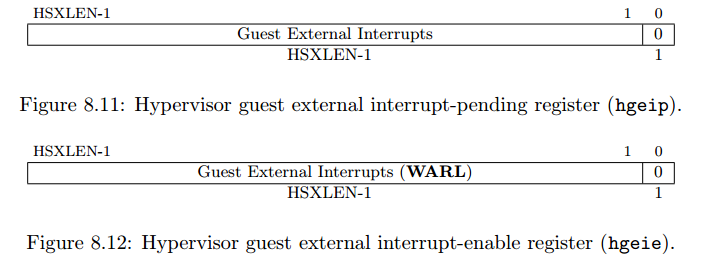 HSXLEN-1 1 0
Guest External Interrupts 0
HSXLEN-1 1
Figure 8.11: Hypervisor guest external interrupt-pending register (hgeip).
HSXLEN-1 1 0
Guest External Interrupts (WARL) 0
HSXLEN-1 1
Figure 8.12: Hypervisor guest external interrupt-enable register (hgeie).